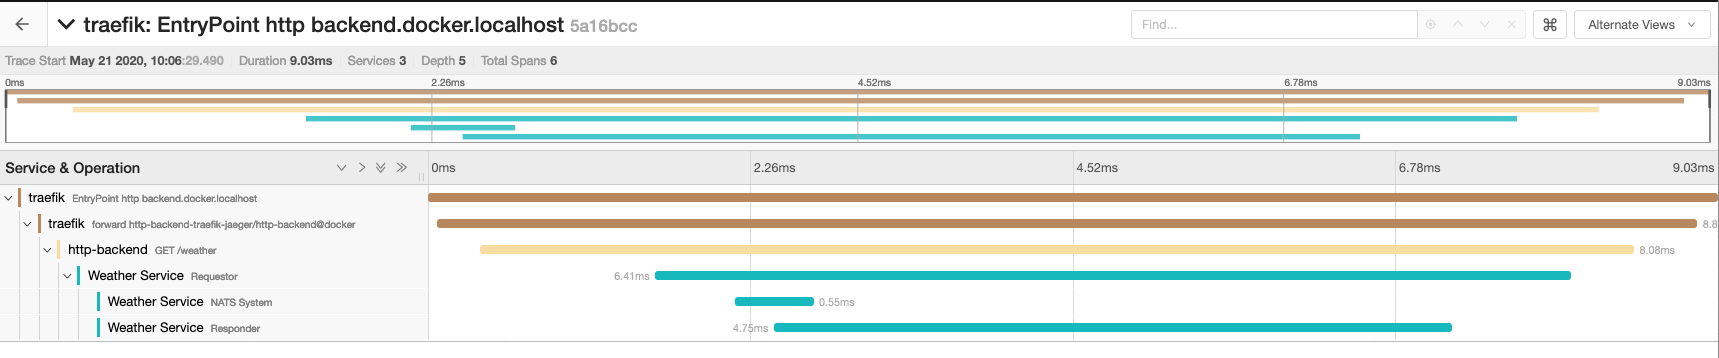 traefik: EntryPoint http backend.docker.localhost 5a16bcc Find... ⌘ Alternate Views
Trace Start May 21 2020, 10:06:29.490 Duration 9.03ms Services 3 Depth 5 Total Spans 6
0ms 2.26ms 4.52ms 6.78ms 9.03ms
Service & Operation 0ms 2.26ms 4.52ms 6.78ms 9.03ms
traefik EntryPoint http backend.docker.localhost
traefik forward http-backend-traefik-jaeger/http-backend@docker 8.8
http-backend GET /weather 8.08ms
Weather Service Requestor 6.41ms
Weather Service NATS System 0.55ms
Weather Service Responder 4.75ms